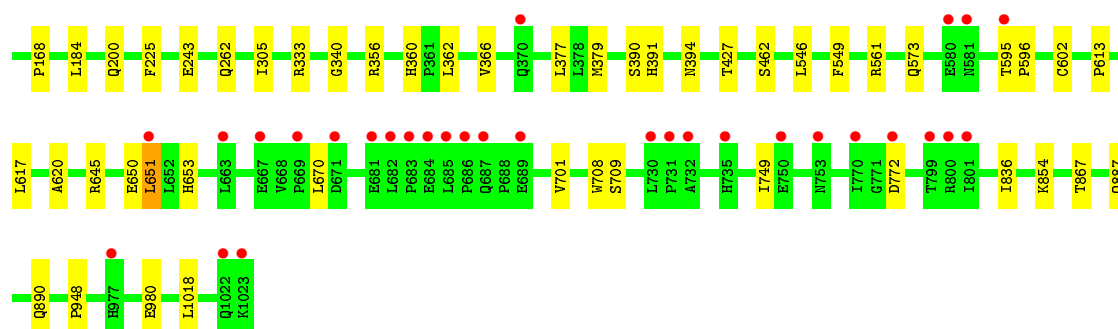 P168 L184 Q200 F225 E243 Q262 I305 R333 G340 R356 H360 P361 L362 V366 Q370 L377 L378 M379 S390 H391 N394 T427 S462 L546 F549 R561 Q573 E580 N581 T595 P596 C602 P613
L617 A620 R645 E650 L651 L652 H653 L663 E667 V668 P669 L670 D671 E681 L682 P683 E684 L685 P686 Q687 P688 E689 V701 W708 S709 L730 P731 A732 H735 I749 E750 N753 I770 G771 D772 T799 R800 I801 I836 K854 T867
Q890 P948 H977 E980 L1018 Q1022 K1023